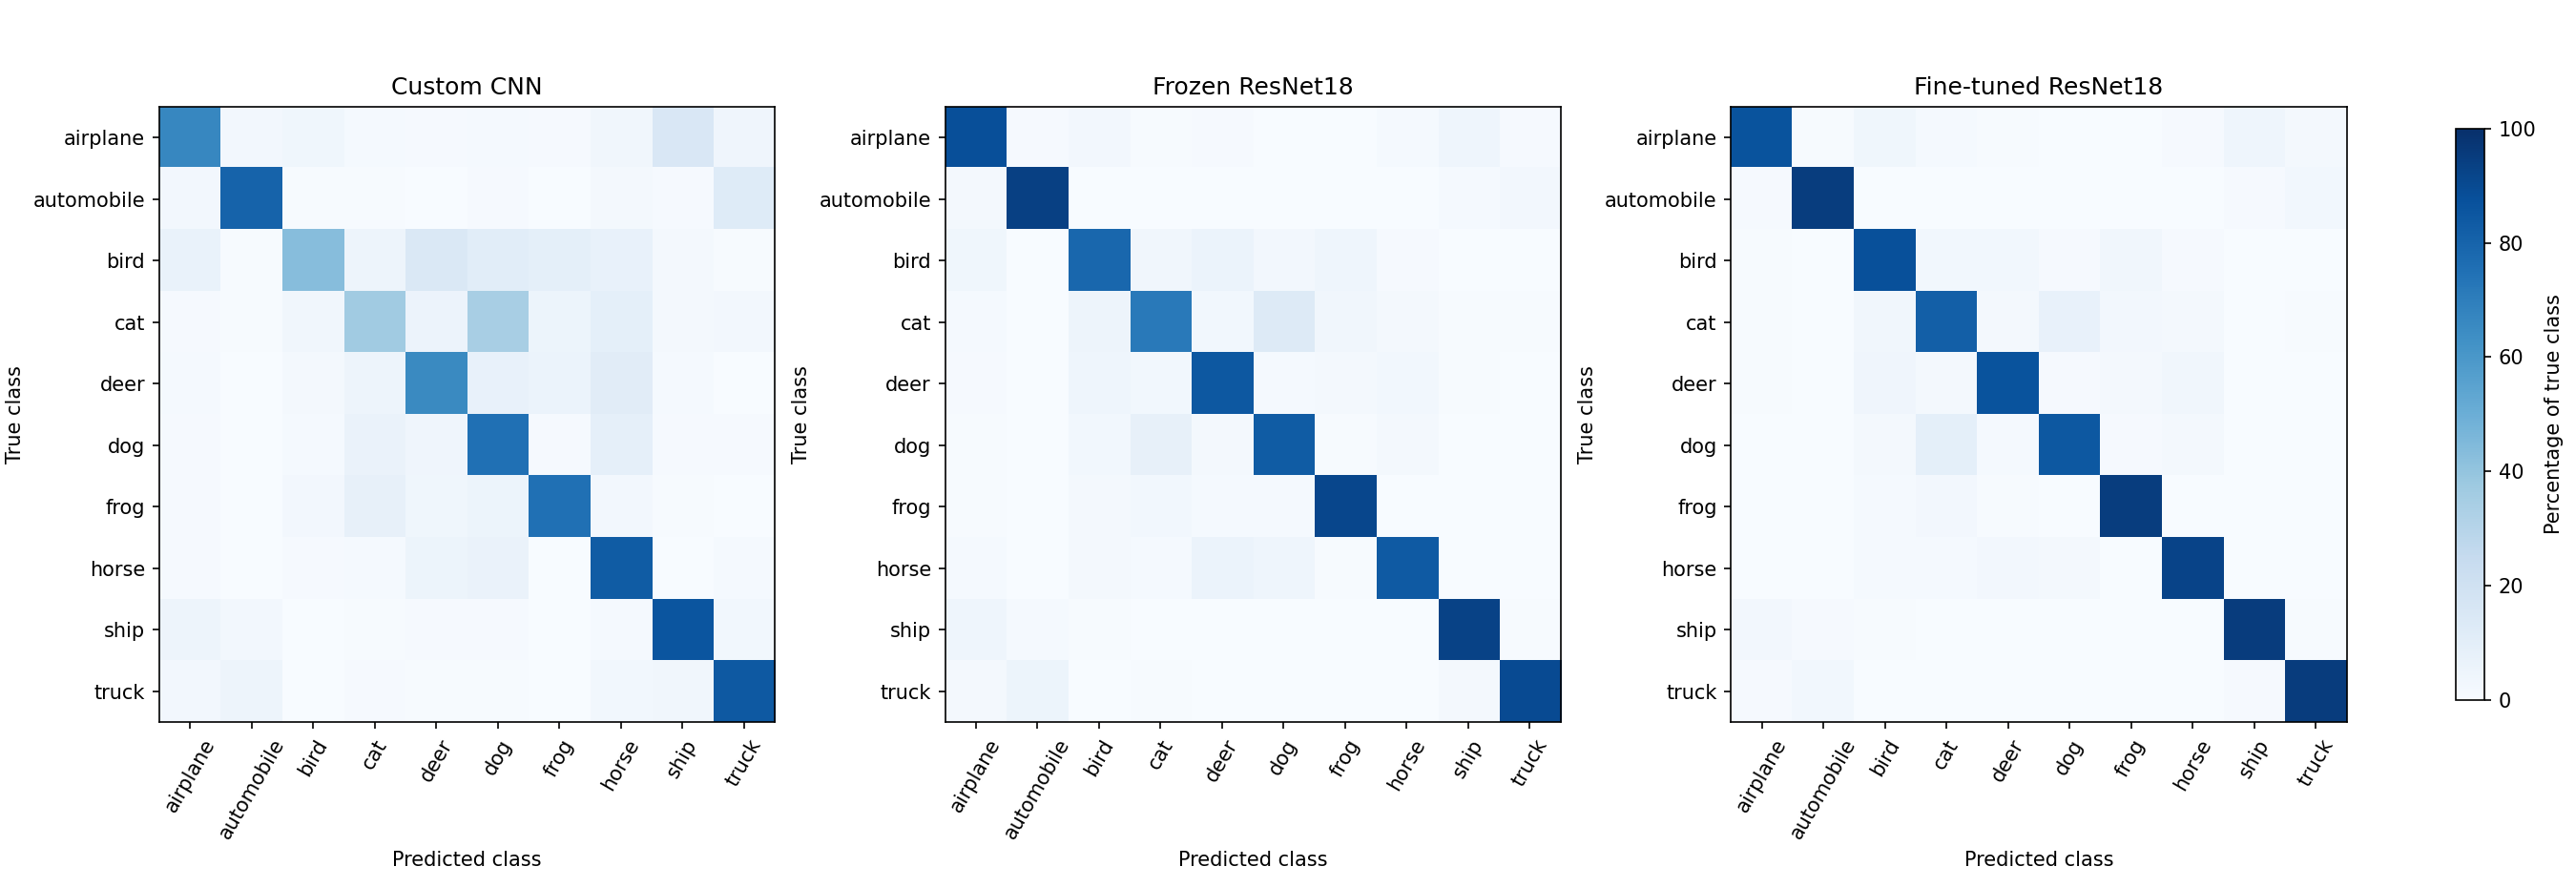 Custom CNN
True class
airplane
automobile
bird
cat
deer
dog
frog
horse
ship
truck
airplane
automobile
bird
cat
deer
dog
frog
horse
ship
truck
Predicted class
Frozen ResNet18
True class
airplane
automobile
bird
cat
deer
dog
frog
horse
ship
truck
airplane
automobile
bird
cat
deer
dog
frog
horse
ship
truck
Predicted class
Fine-tuned ResNet18
True class
airplane
automobile
bird
cat
deer
dog
frog
horse
ship
truck
airplane
automobile
bird
cat
deer
dog
frog
horse
ship
truck
Predicted class
100
80
60
40
20
0
Percentage of true class